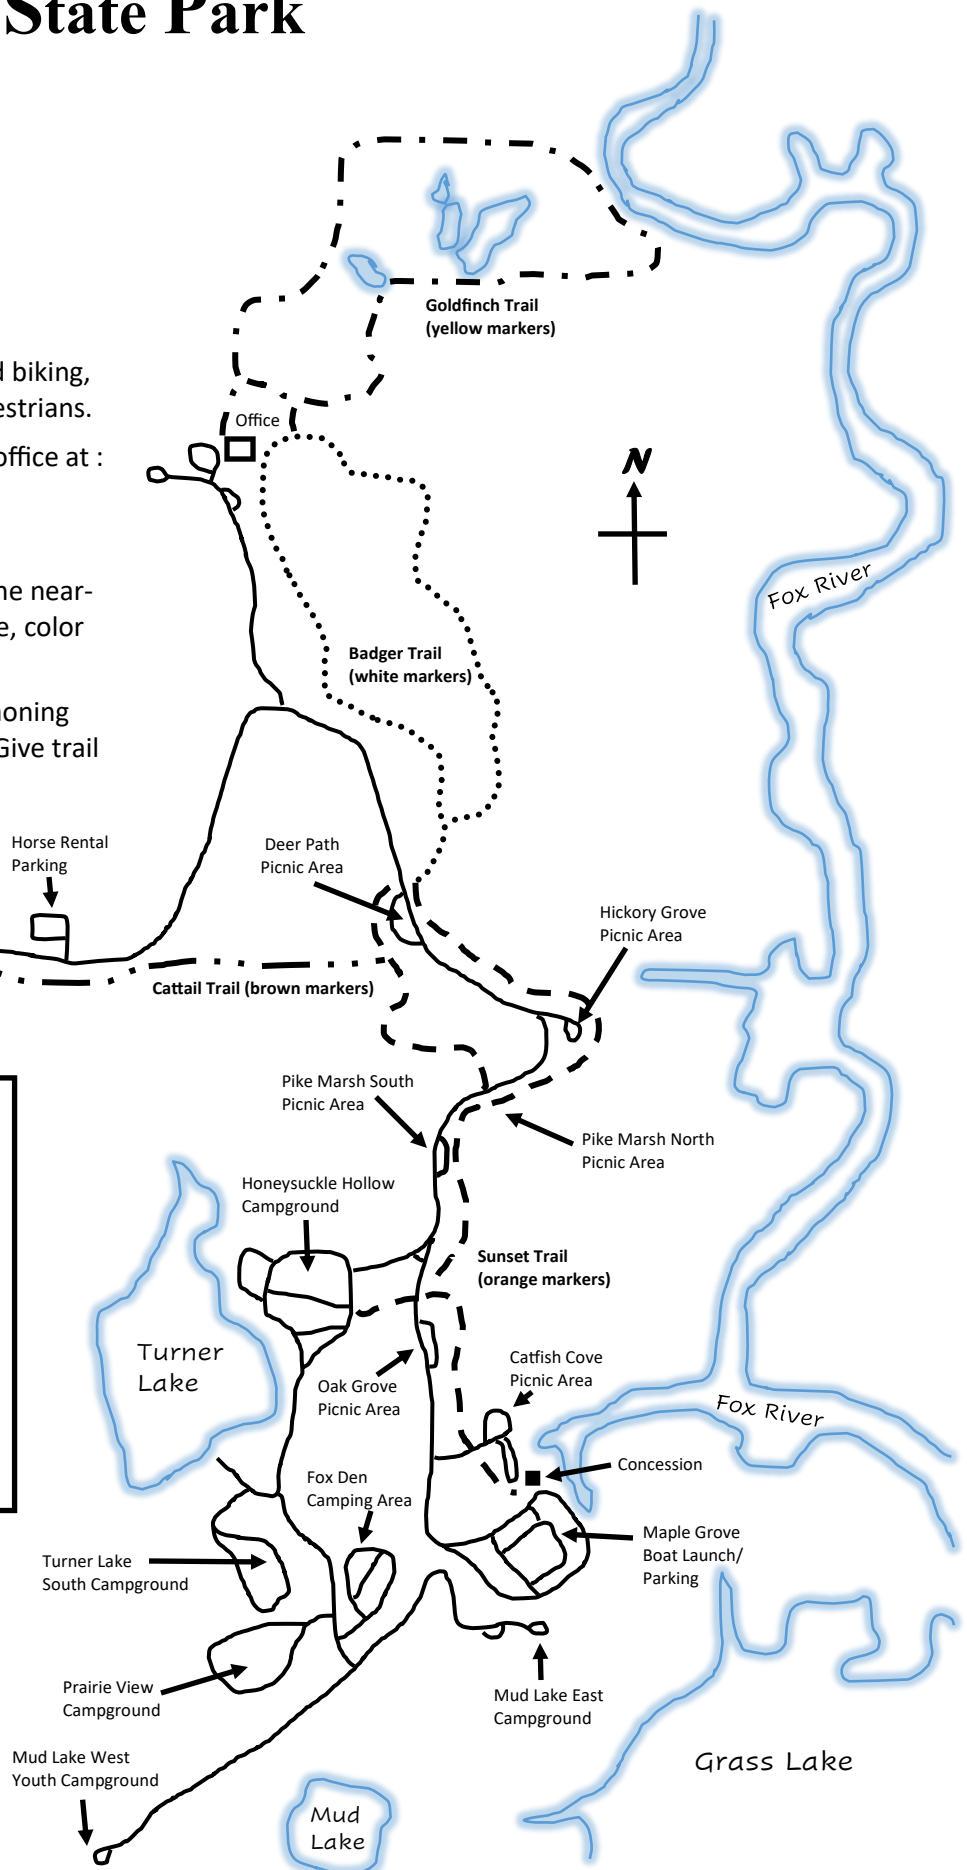 State Park
d biking,
estrians.
office at :
he near-
e, color
honing
Give trail
Goldfinch Trail
(yellow markers)
Office
N
Fox River
Badger Trail
(white markers)
Horse Rental
Parking
Deer Path
Picnic Area
Hickory Grove
Picnic Area
Cattail Trail (brown markers)
Pike Marsh South
Picnic Area
Pike Marsh North
Picnic Area
Honeysuckle Hollow
Campground
Sunset Trail
(orange markers)
Turner
Lake
Oak Grove
Picnic Area
Catfish Cove
Picnic Area
Fox River
Concession
Fox Den
Camping Area
Maple Grove
Boat Launch/
Parking
Turner Lake
South Campground
Prairie View
Campground
Mud Lake East
Campground
Mud Lake West
Youth Campground
Grass Lake
Mud
Lake